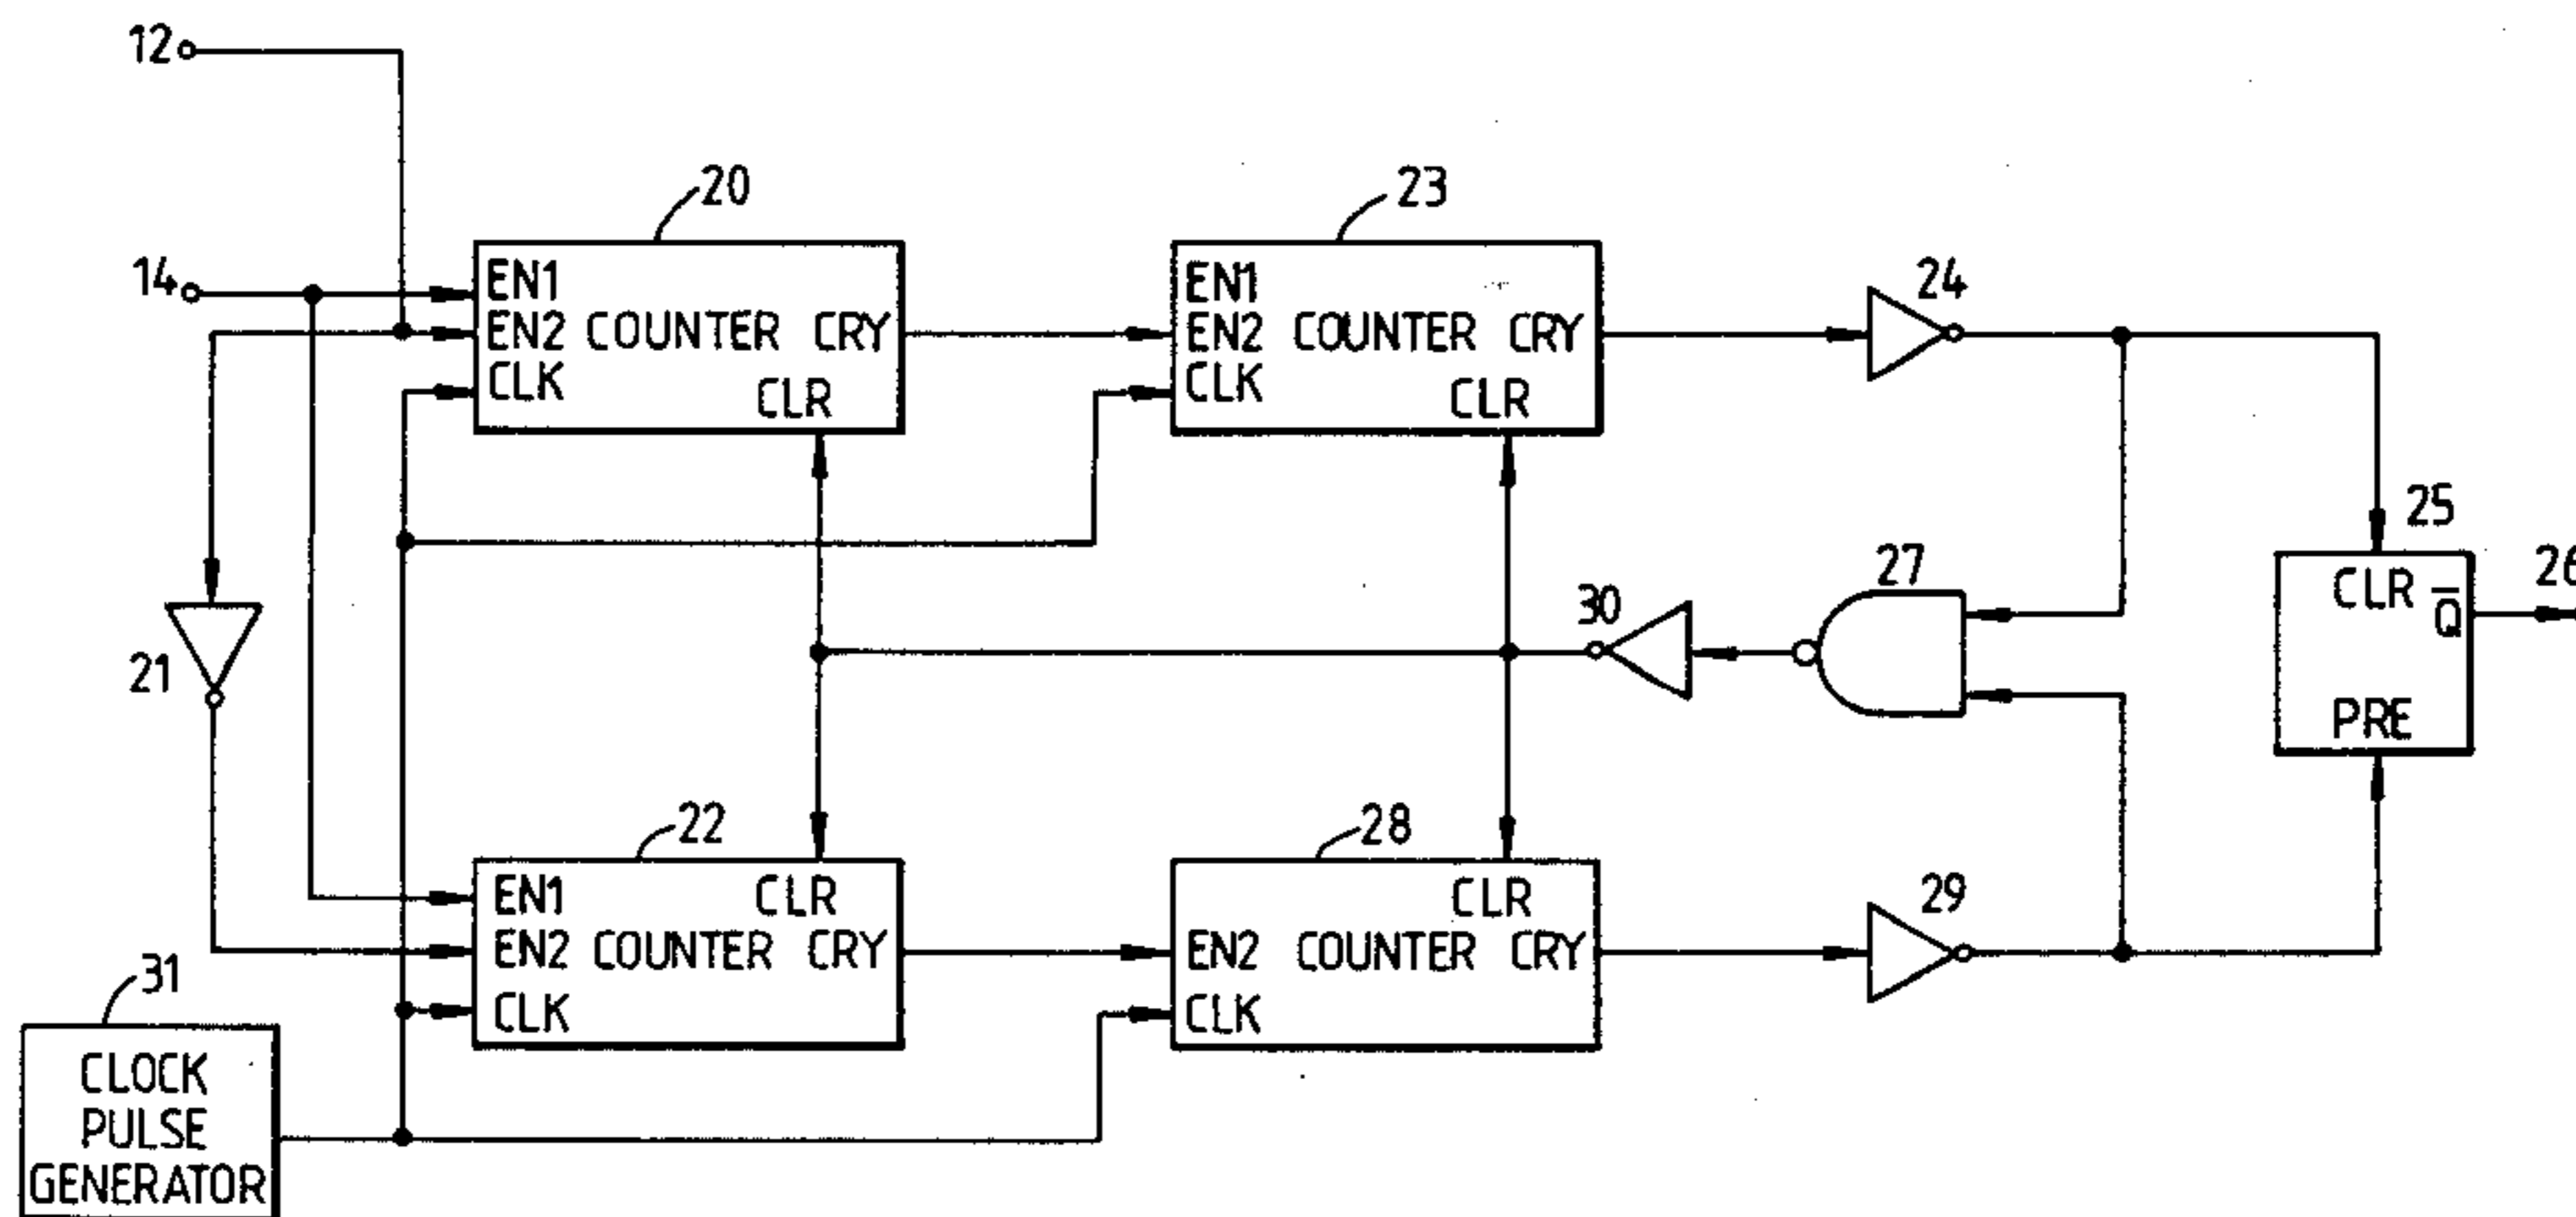 12
14
20
EN1
EN2 COUNTER CRY
CLK
CLR
23
EN1
EN2 COUNTER CRY
CLK
CLR
24
25
CLR
Q̅
PRE
26
27
30
21
22
EN1
CLR
EN2 COUNTER CRY
CLK
28
CLR
EN2 COUNTER CRY
CLK
29
31
CLOCK
PULSE
GENERATOR